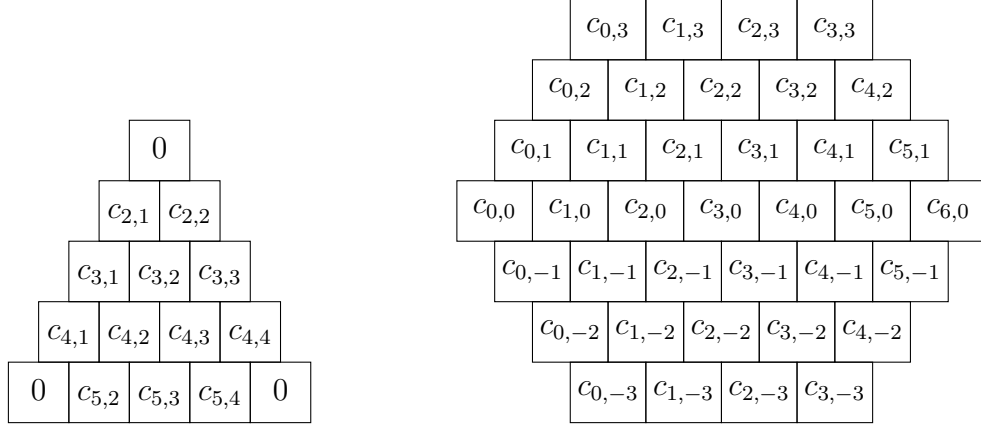 c_{0,3} c_{1,3} c_{2,3} c_{3,3}
c_{0,2} c_{1,2} c_{2,2} c_{3,2} c_{4,2}
0 c_{0,1} c_{1,1} c_{2,1} c_{3,1} c_{4,1} c_{5,1}
c_{2,1} c_{2,2} c_{0,0} c_{1,0} c_{2,0} c_{3,0} c_{4,0} c_{5,0} c_{6,0}
c_{3,1} c_{3,2} c_{3,3} c_{0,−1} c_{1,−1} c_{2,−1} c_{3,−1} c_{4,−1} c_{5,−1}
c_{4,1} c_{4,2} c_{4,3} c_{4,4} c_{0,−2} c_{1,−2} c_{2,−2} c_{3,−2} c_{4,−2}
0 c_{5,2} c_{5,3} c_{5,4} 0 c_{0,−3} c_{1,−3} c_{2,−3} c_{3,−3}